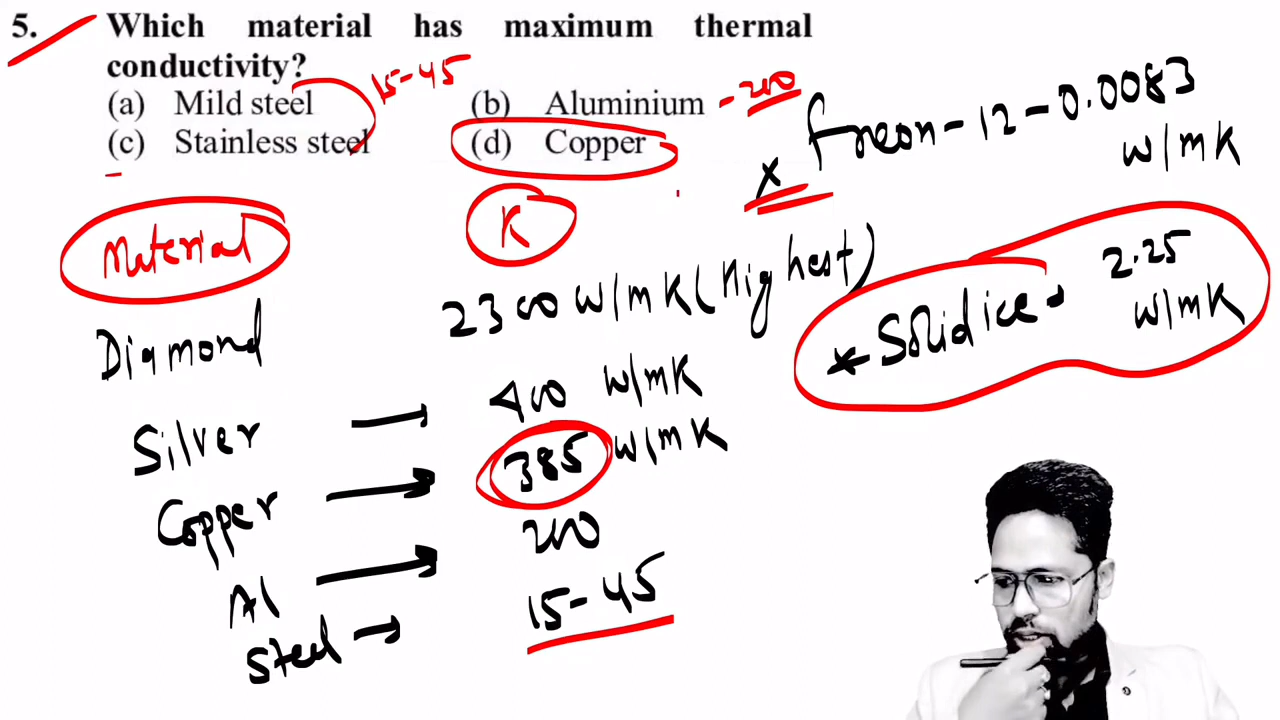 5. Which material has maximum thermal
conductivity?
(a) Mild steel 15-45 (b) Aluminium - 200
(c) Stainless steel (d) Copper
x Freon-12-0.0083
W/mK
Material K
Diamond 2300 W/mK (Highest)
* Solid ice → 2.25
W/mK
Silver → 400 W/mK
Copper → 385 W/mK
Al → 200
Steel → 15-45